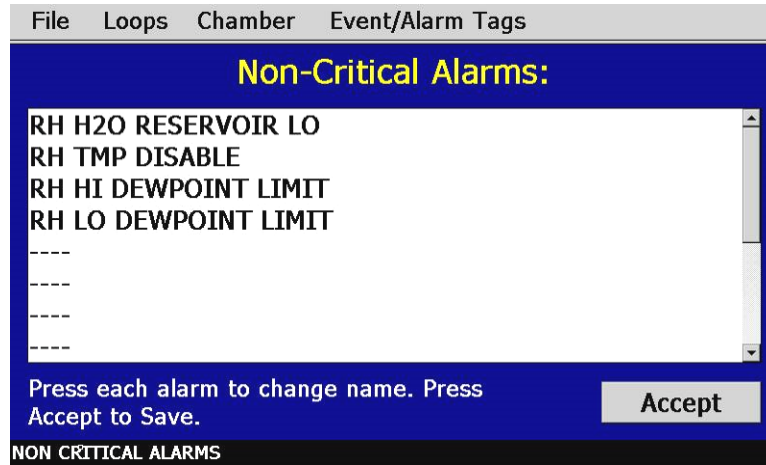 File Loops Chamber Event/Alarm Tags
Non-Critical Alarms:
RH H2O RESERVOIR LO
RH TMP DISABLE
RH HI DEWPOINT LIMIT
RH LO DEWPOINT LIMIT
----
----
----
----
Press each alarm to change name. Press
Accept to Save.
Accept
NON CRITICAL ALARMS